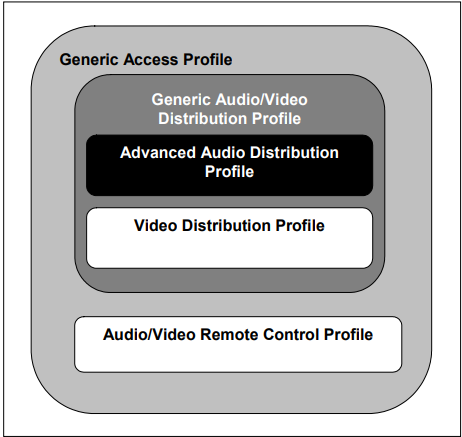 Generic Access Profile
Generic Audio/Video
Distribution Profile
Advanced Audio Distribution
Profile
Video Distribution Profile
Audio/Video Remote Control Profile